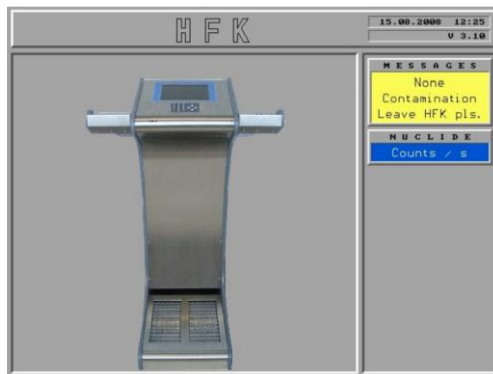 HFK
15.08.2008 12:25
V 3.10
MESSAGES
None
Contamination
Leave HFK pls.
NUCLIDE
Counts / s